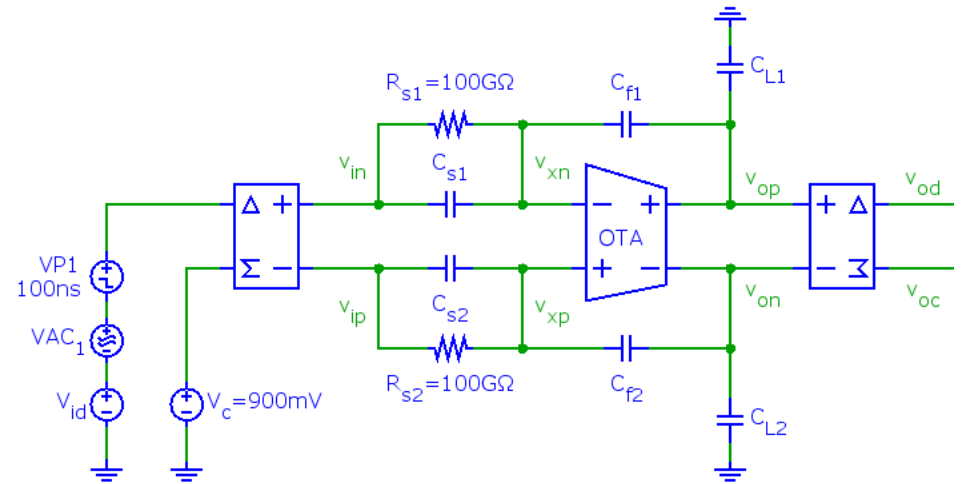 C_L1
R_s1=100GΩ
C_f1
v_in
C_s1
v_xn
v_op
v_od
Δ +
− +
+ Δ
OTA
VP1
100ns
Σ −
+ −
− Σ
v_ip
C_s2
v_xp
v_on
v_oc
VAC_1
R_s2=100GΩ
C_f2
V_id
V_c=900mV
C_L2